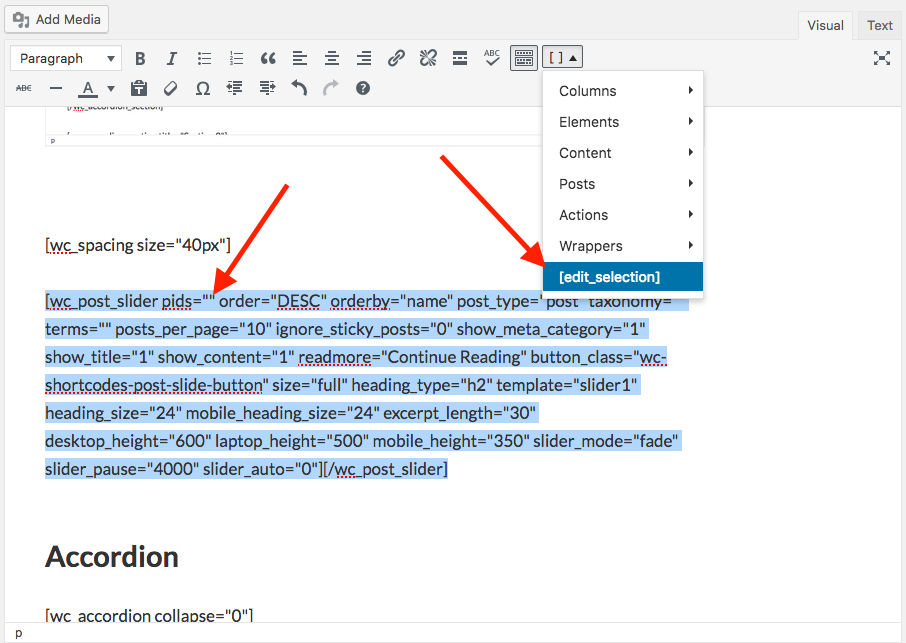 Add Media
Visual
Text
Paragraph
B I ABC [ ]
ABC A Ω ?
[/wc_accordion_section]
p
Columns
Elements
Content
Posts
Actions
Wrappers
[edit_selection]
[wc_spacing size="40px"]
[wc_post_slider pids="" order="DESC" orderby="name" post_type="post" taxonomy=""
terms="" posts_per_page="10" ignore_sticky_posts="0" show_meta_category="1"
show_title="1" show_content="1" readmore="Continue Reading" button_class="wc-
shortcodes-post-slide-button" size="full" heading_type="h2" template="slider1"
heading_size="24" mobile_heading_size="24" excerpt_length="30"
desktop_height="600" laptop_height="500" mobile_height="350" slider_mode="fade"
slider_pause="4000" slider_auto="0"][/wc_post_slider]
Accordion
[wc_accordion collapse="0"]
p